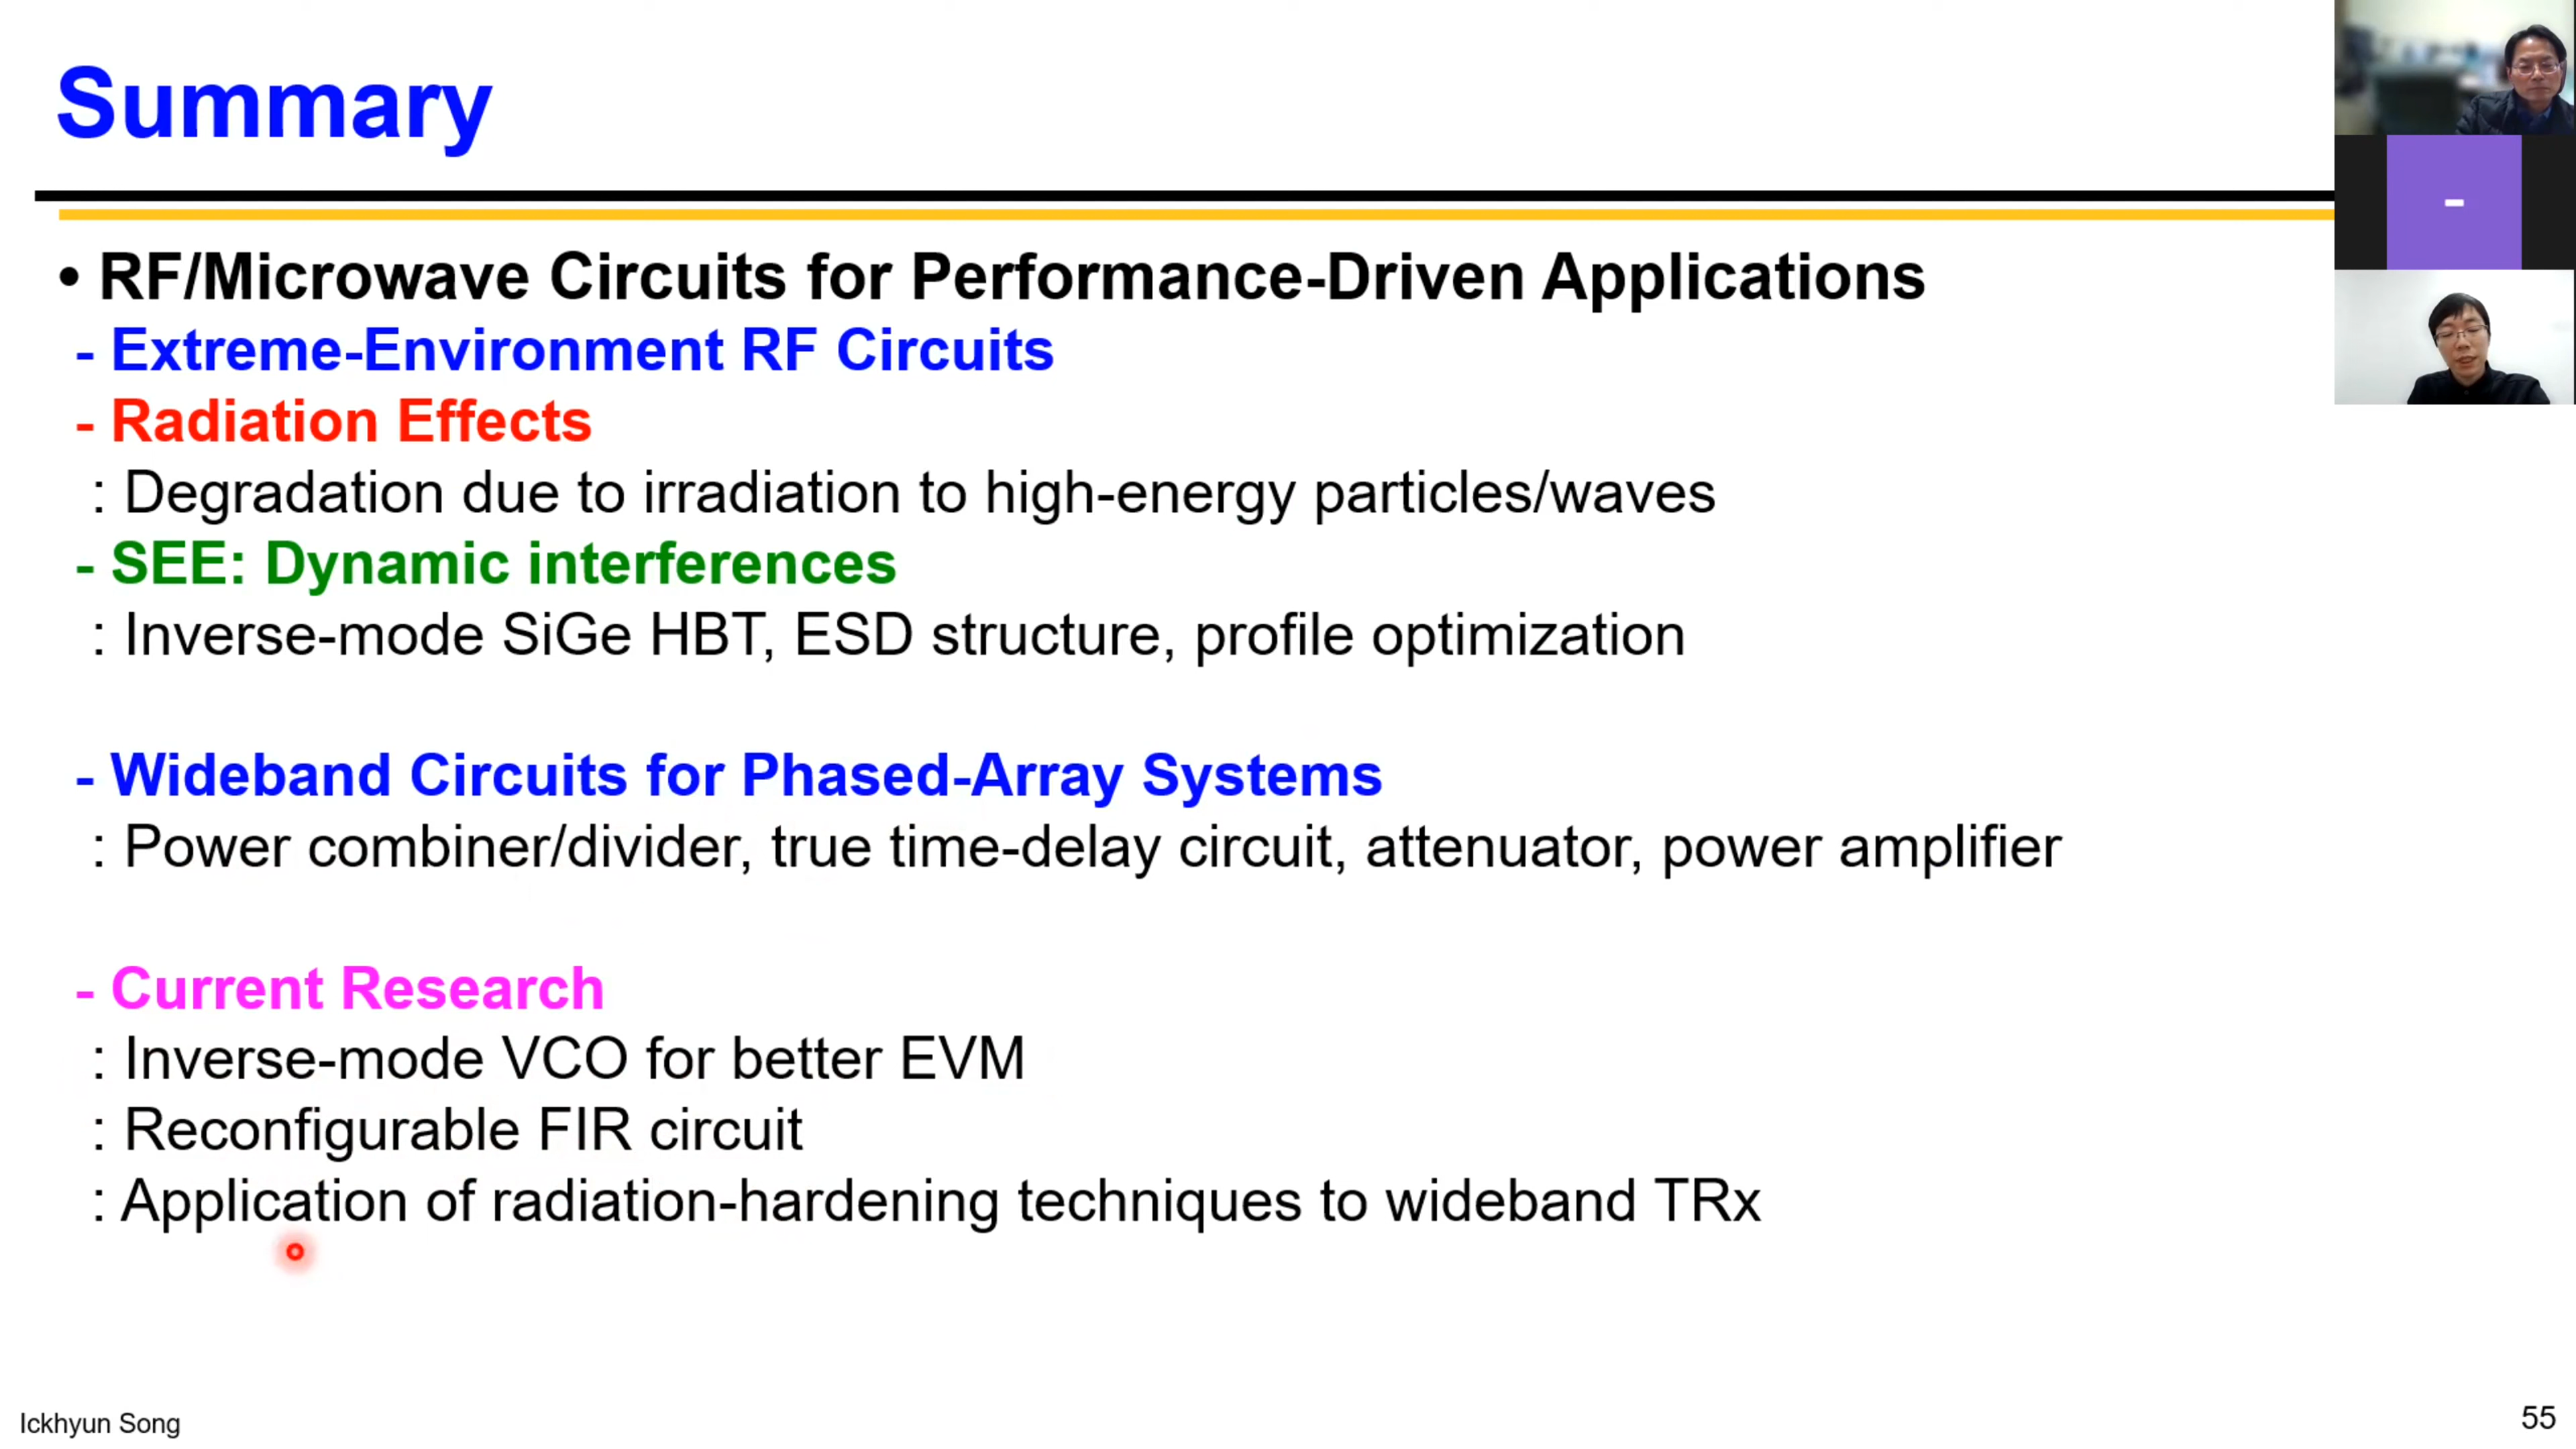 Summary
• RF/Microwave Circuits for Performance-Driven Applications
- Extreme-Environment RF Circuits
- Radiation Effects
: Degradation due to irradiation to high-energy particles/waves
- SEE: Dynamic interferences
: Inverse-mode SiGe HBT, ESD structure, profile optimization
- Wideband Circuits for Phased-Array Systems
: Power combiner/divider, true time-delay circuit, attenuator, power amplifier
- Current Research
: Inverse-mode VCO for better EVM
: Reconfigurable FIR circuit
: Application of radiation-hardening techniques to wideband TRx
Ickhyun Song
55
-